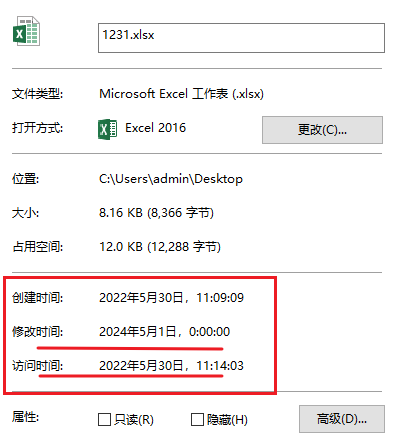 1231.xlsx
文件类型: Microsoft Excel 工作表 (.xlsx)
打开方式: Excel 2016 更改(C)...
位置: C:\Users\admin\Desktop
大小: 8.16 KB (8,366 字节)
占用空间: 12.0 KB (12,288 字节)
创建时间: 2022年5月30日，11:09:09
修改时间: 2024年5月1日，0:00:00
访问时间: 2022年5月30日，11:14:03
属性: 只读(R) 隐藏(H) 高级(D)...